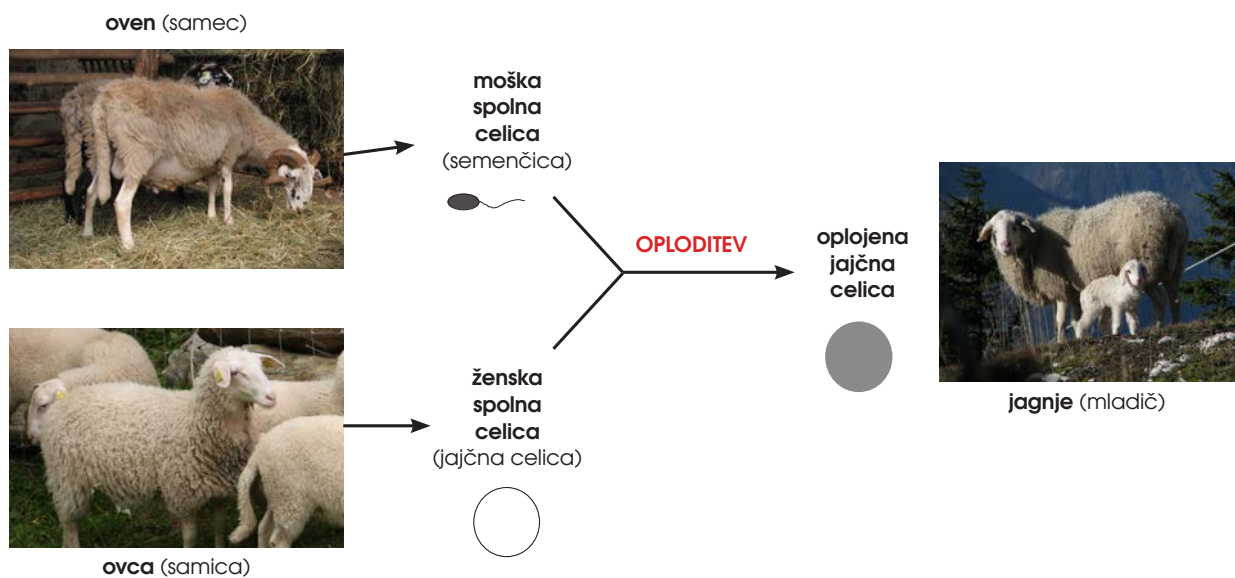 oven (samec)
moška
spolna
celica
(semenčica)
OPLODITEV
oplojena
jajčna
celica
jagnje (mladič)
ženska
spolna
celica
(jajčna celica)
ovca (samica)